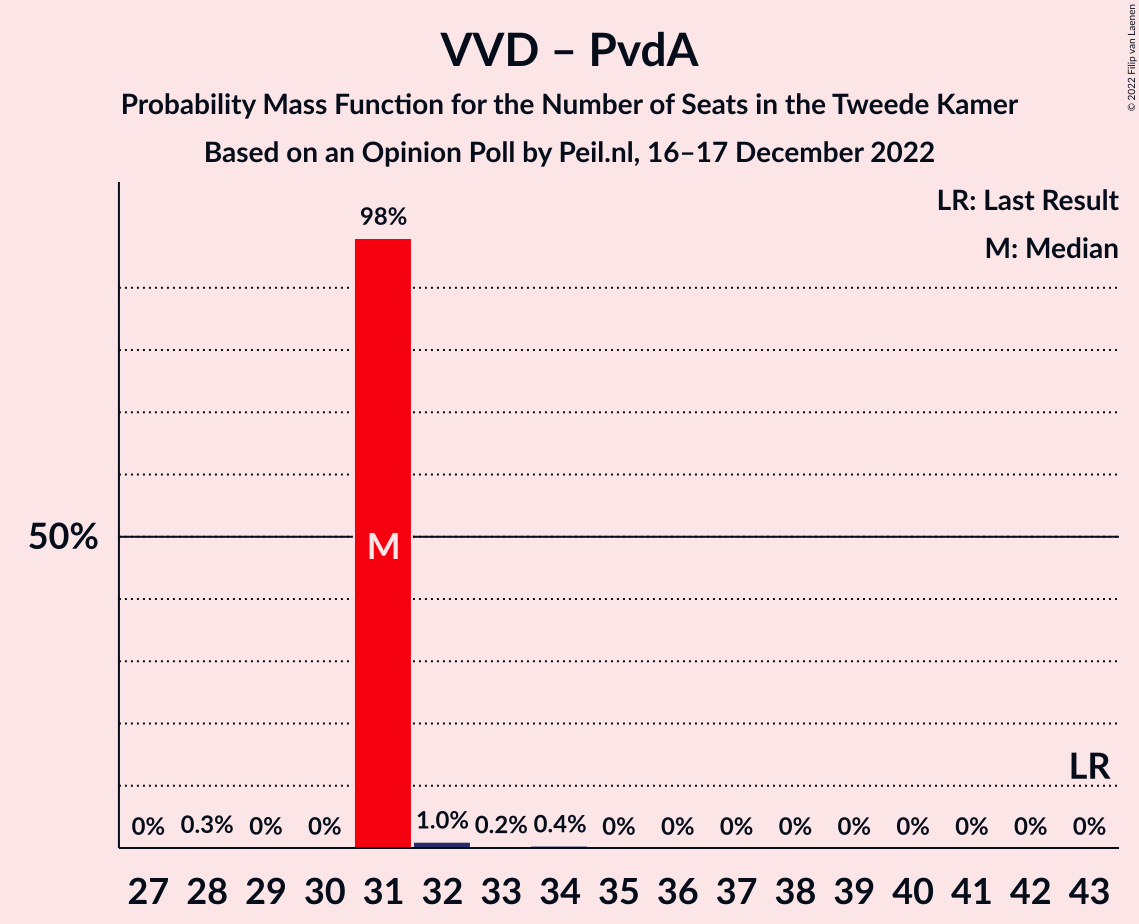 VVD – PvdA
Probability Mass Function for the Number of Seats in the Tweede Kamer
Based on an Opinion Poll by Peil.nl, 16–17 December 2022
© 2022 Filip van Laenen
LR: Last Result
M: Median
98%
50%
M
LR
0% 0.3% 0% 0% 1.0% 0.2% 0.4% 0% 0% 0% 0% 0% 0% 0% 0% 0%
27 28 29 30 31 32 33 34 35 36 37 38 39 40 41 42 43